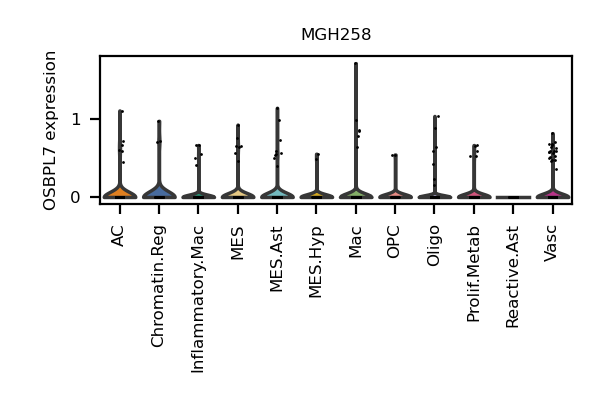 MGH258
OSBPL7 expression
1
0
AC
Chromatin.Reg
Inflammatory.Mac
MES
MES.Ast
MES.Hyp
Mac
OPC
Oligo
Prolif.Metab
Reactive.Ast
Vasc